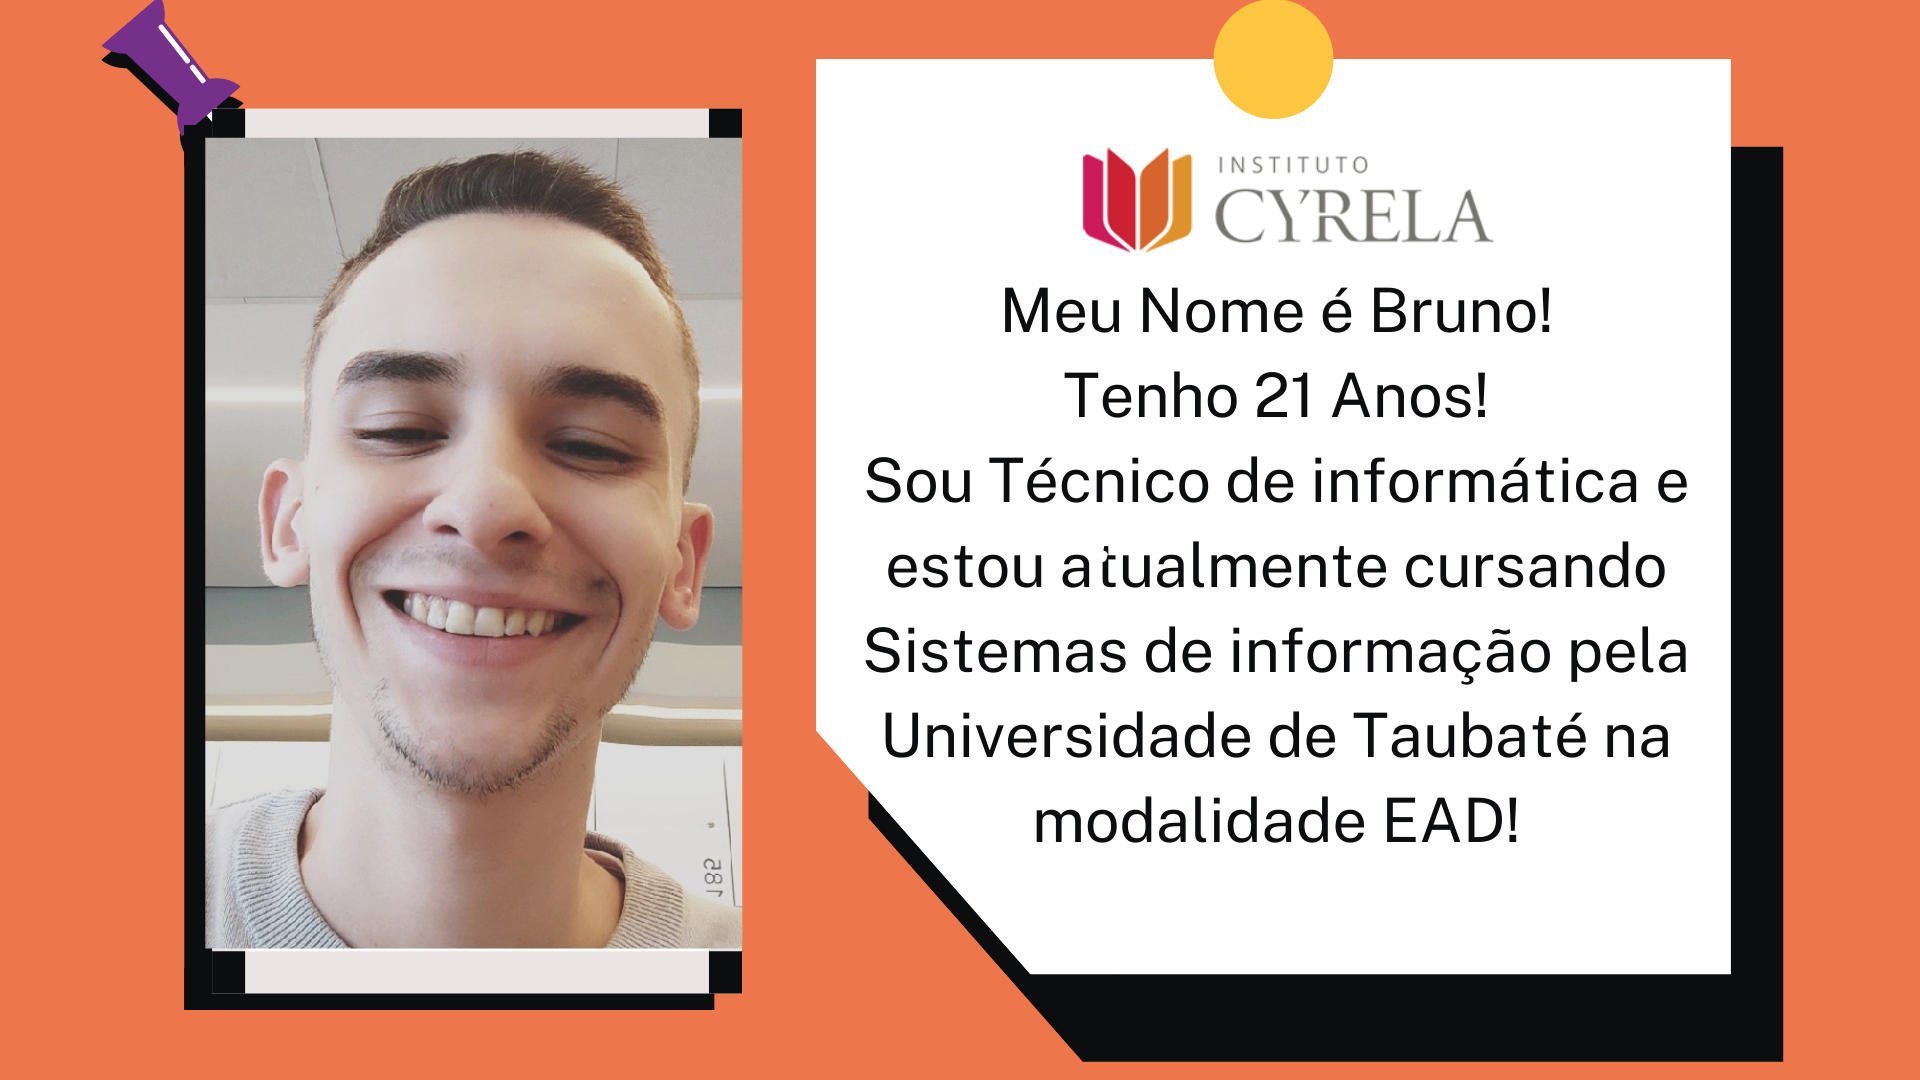 INSTITUTO
CYRELA
Meu Nome é Bruno!
Tenho 21 Anos!
Sou Técnico de informática e
estou atualmente cursando
Sistemas de informação pela
Universidade de Taubaté na
modalidade EAD!